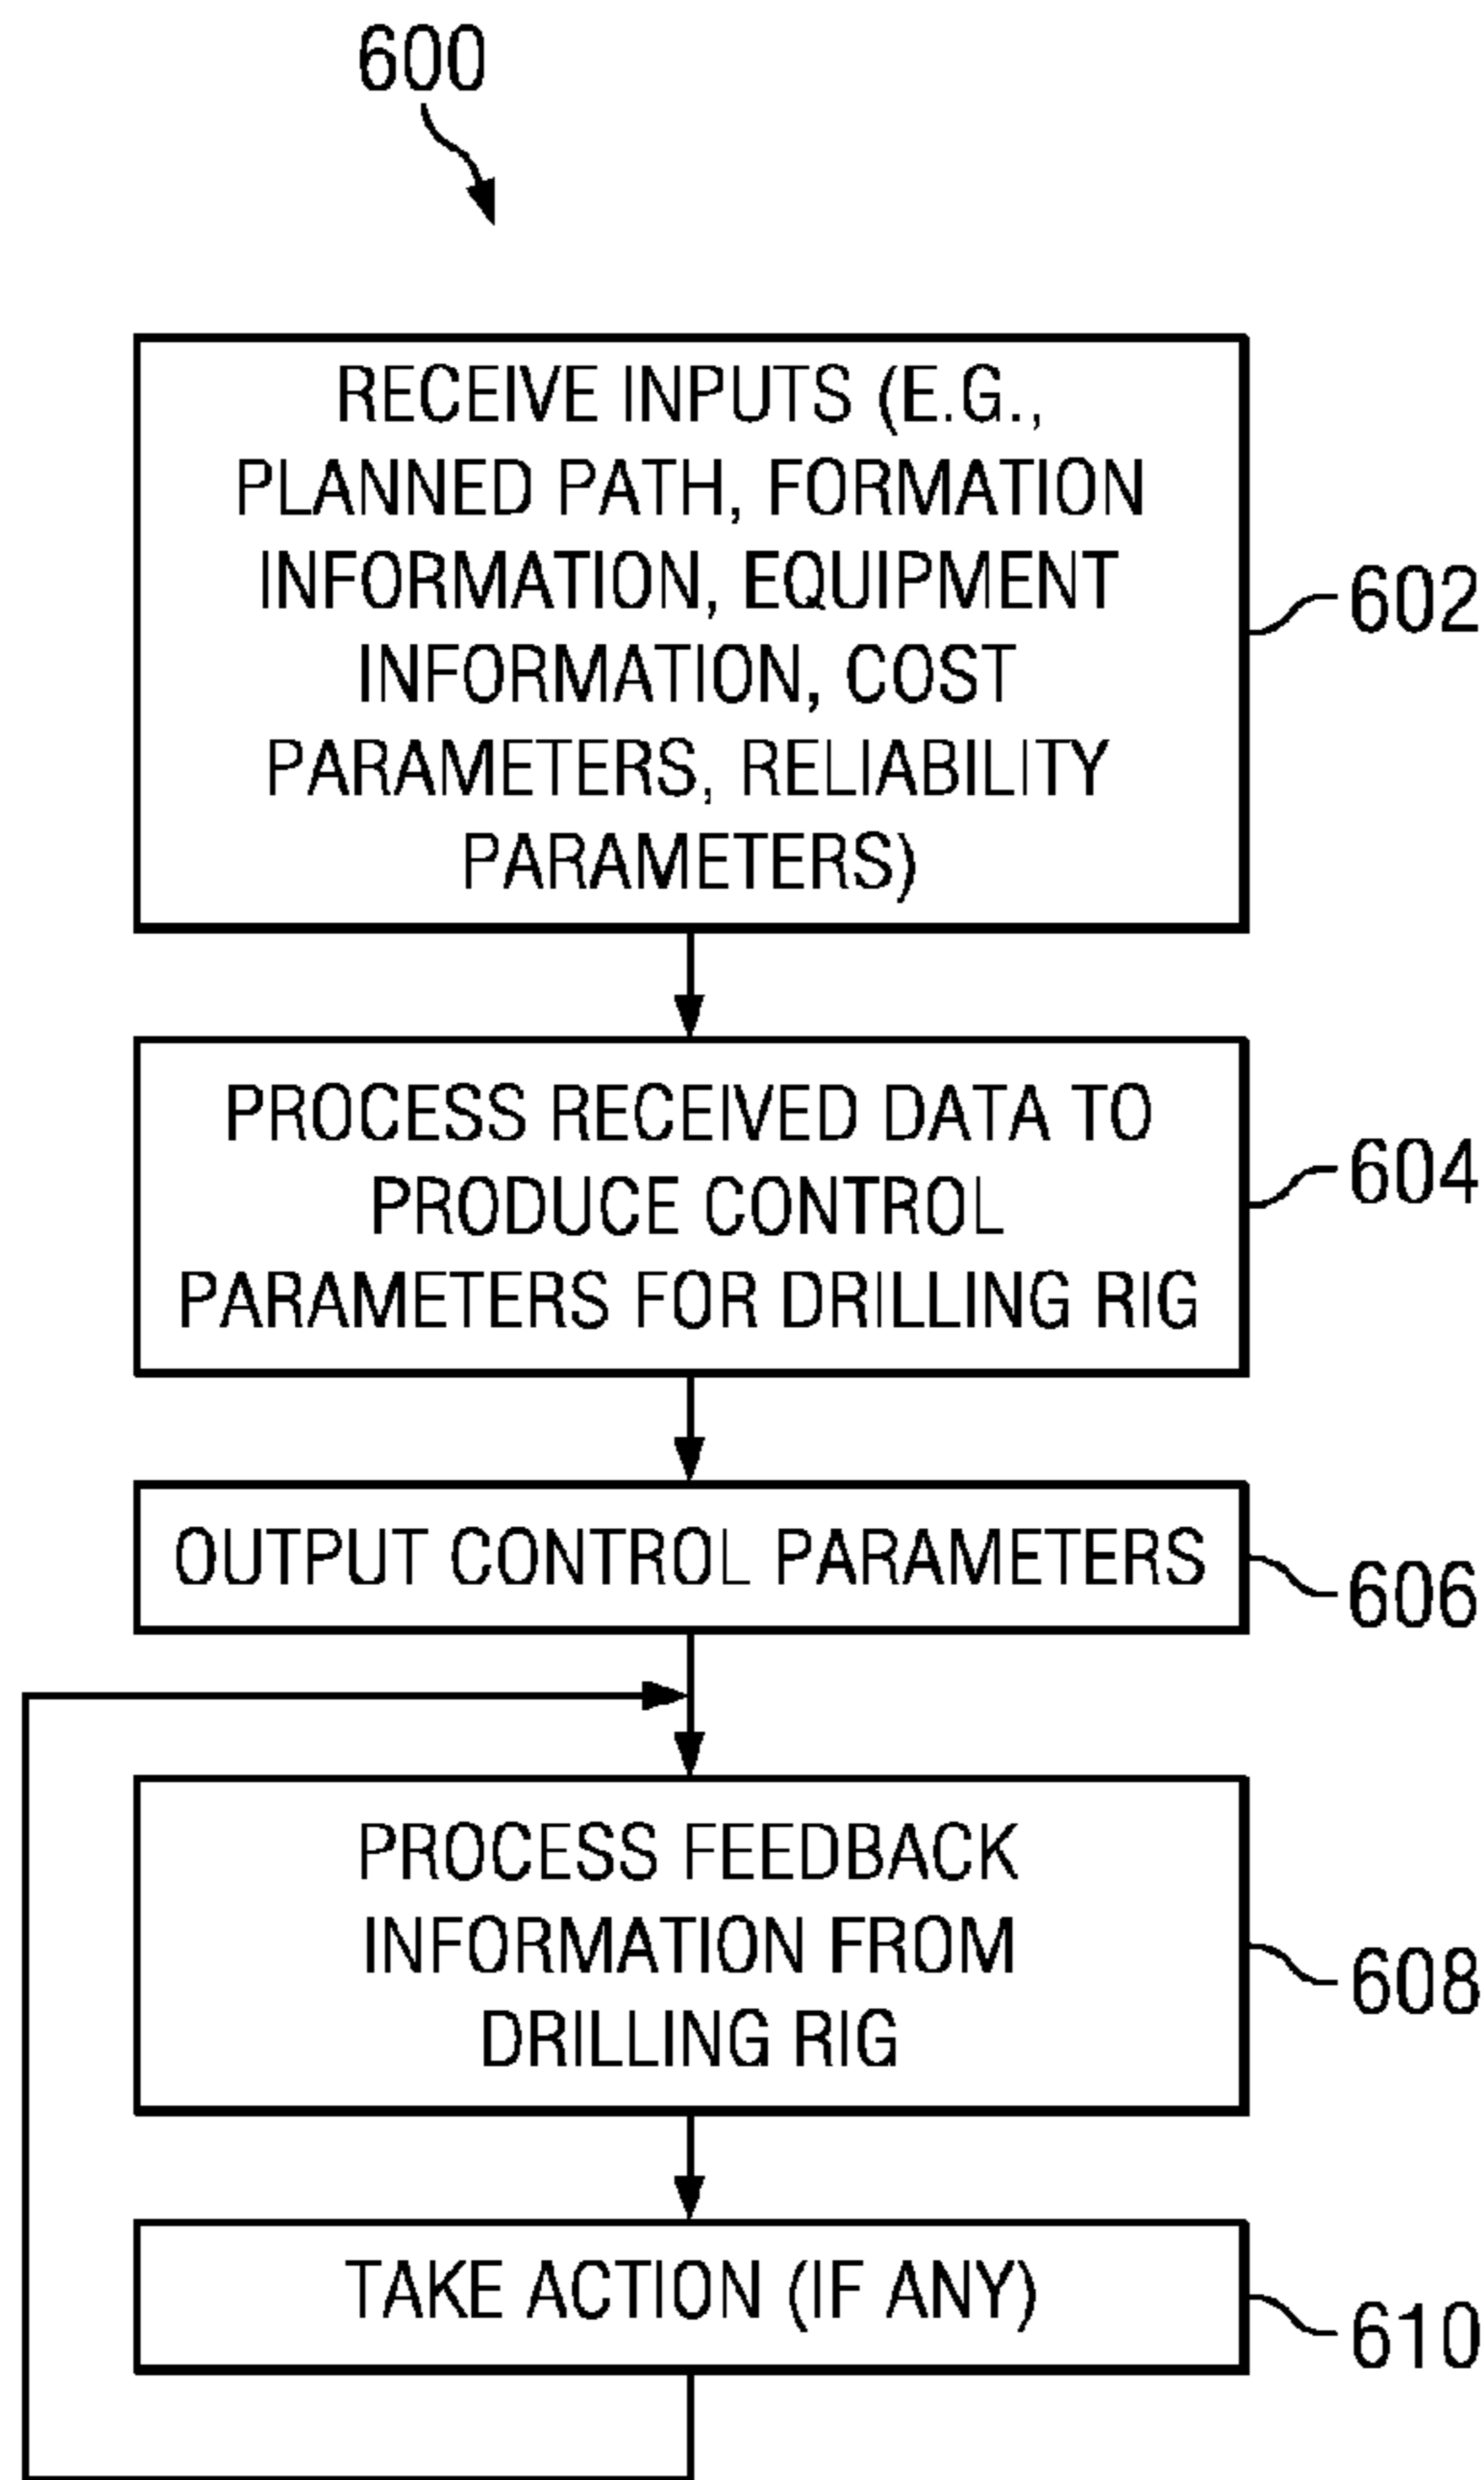 600
RECEIVE INPUTS (E.G.,
PLANNED PATH, FORMATION
INFORMATION, EQUIPMENT
INFORMATION, COST
PARAMETERS, RELIABILITY
PARAMETERS)
602
PROCESS RECEIVED DATA TO
PRODUCE CONTROL
PARAMETERS FOR DRILLING RIG
604
OUTPUT CONTROL PARAMETERS
606
PROCESS FEEDBACK
INFORMATION FROM
DRILLING RIG
608
TAKE ACTION (IF ANY)
610